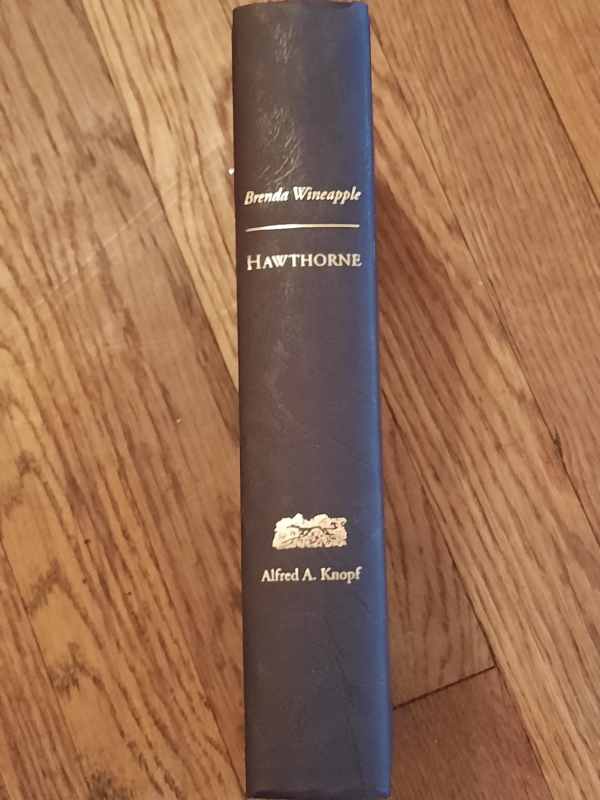 Brenda Wineapple
HAWTHORNE
Alfred A. Knopf